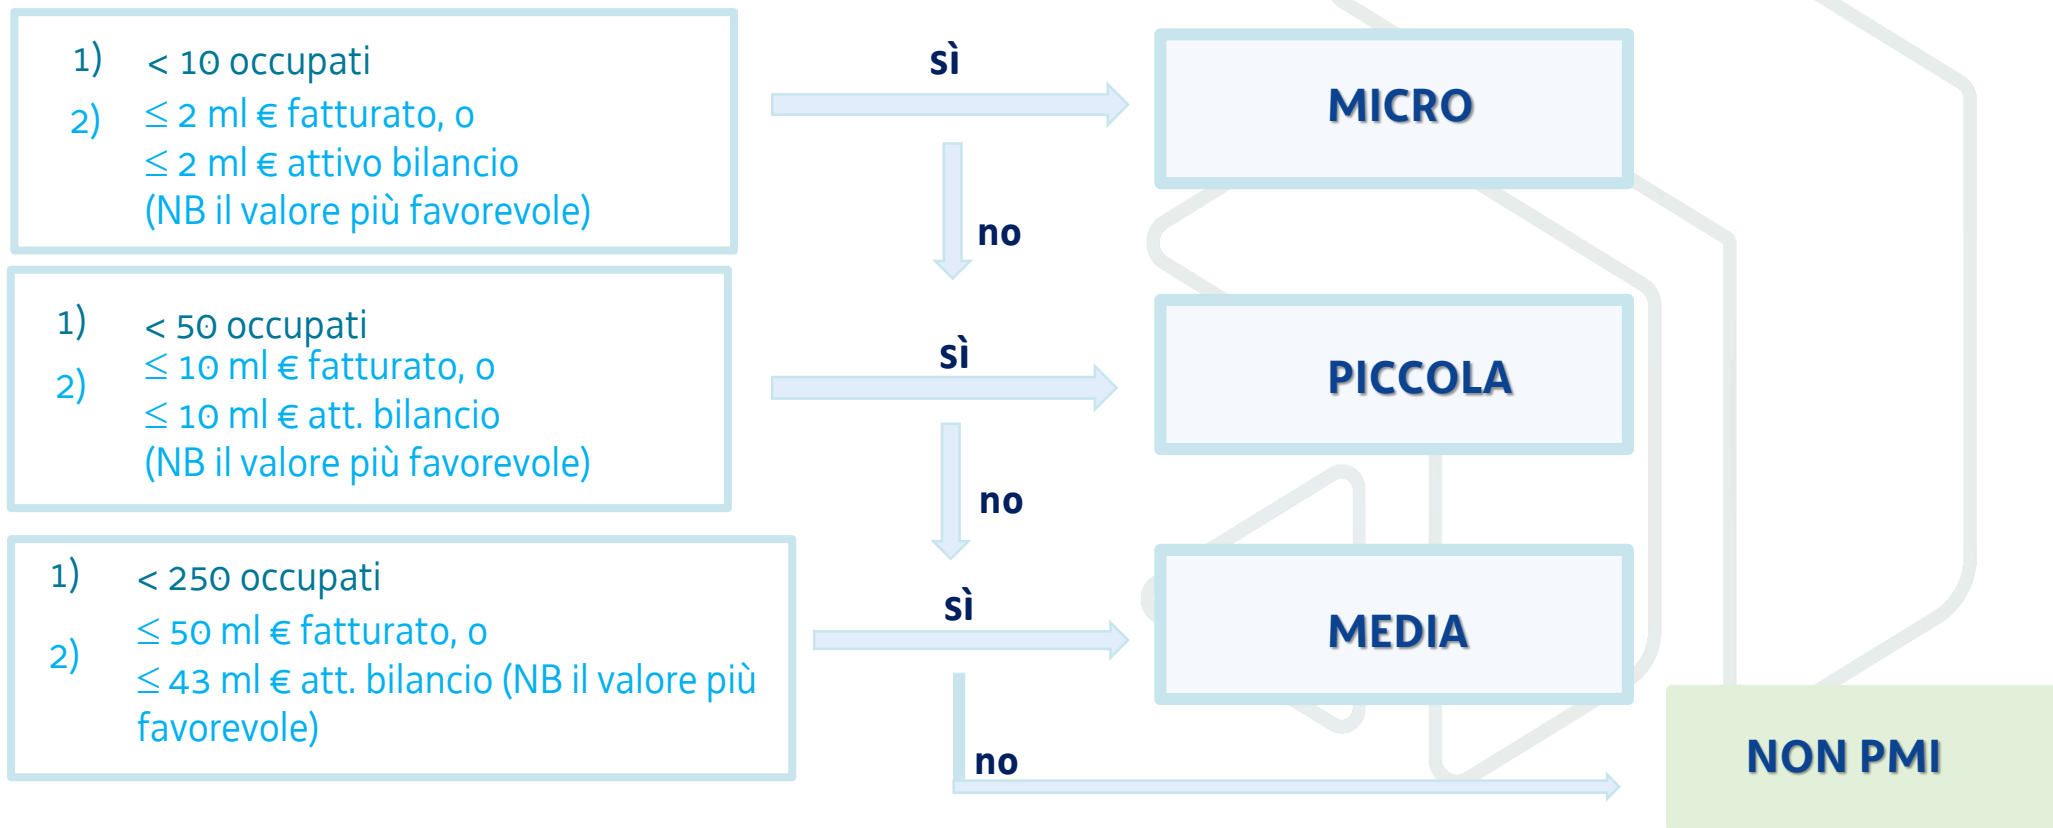 1) < 10 occupati
2) ≤ 2 ml € fatturato, o
≤ 2 ml € attivo bilancio
(NB il valore più favorevole)
sì
MICRO
no
1) < 50 occupati
2) ≤ 10 ml € fatturato, o
≤ 10 ml € att. bilancio
(NB il valore più favorevole)
sì
PICCOLA
no
1) < 250 occupati
2) ≤ 50 ml € fatturato, o
≤ 43 ml € att. bilancio (NB il valore più
favorevole)
sì
MEDIA
no
NON PMI